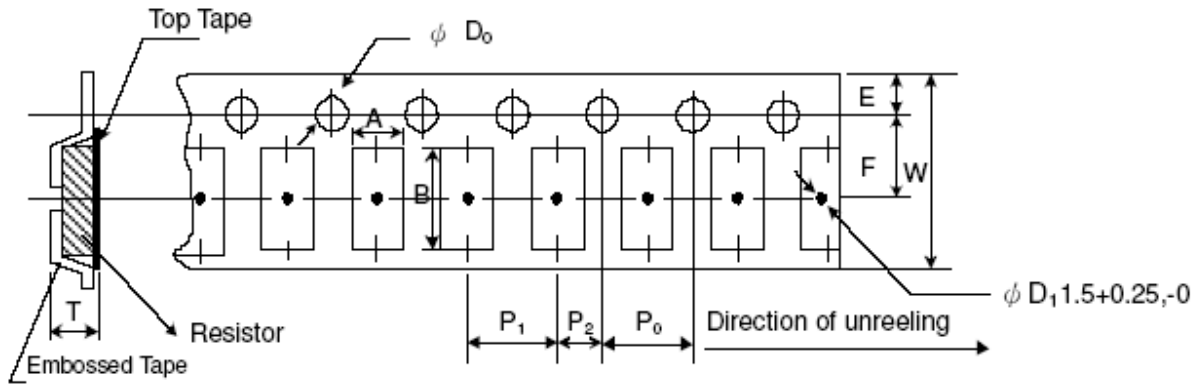 Top Tape
ϕ D₀
E
A
F
W
B
ϕ D₁ 1.5+0.25,-0
T
P₁
P₂
P₀
Direction of unreeling
Resistor
Embossed Tape